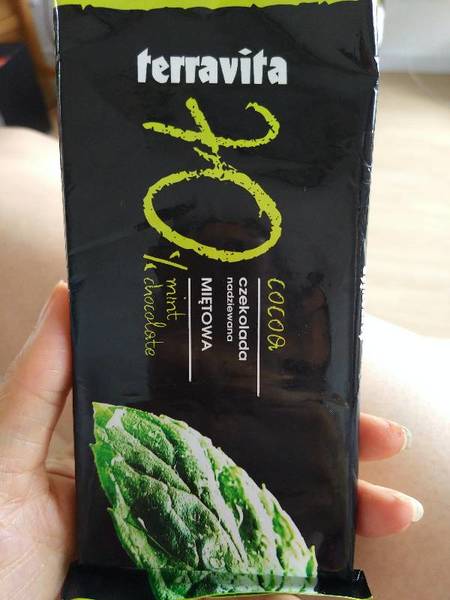 terravita
70%
cocoa
czekolada
nadziewana
MIĘTOWA
mint
chocolate